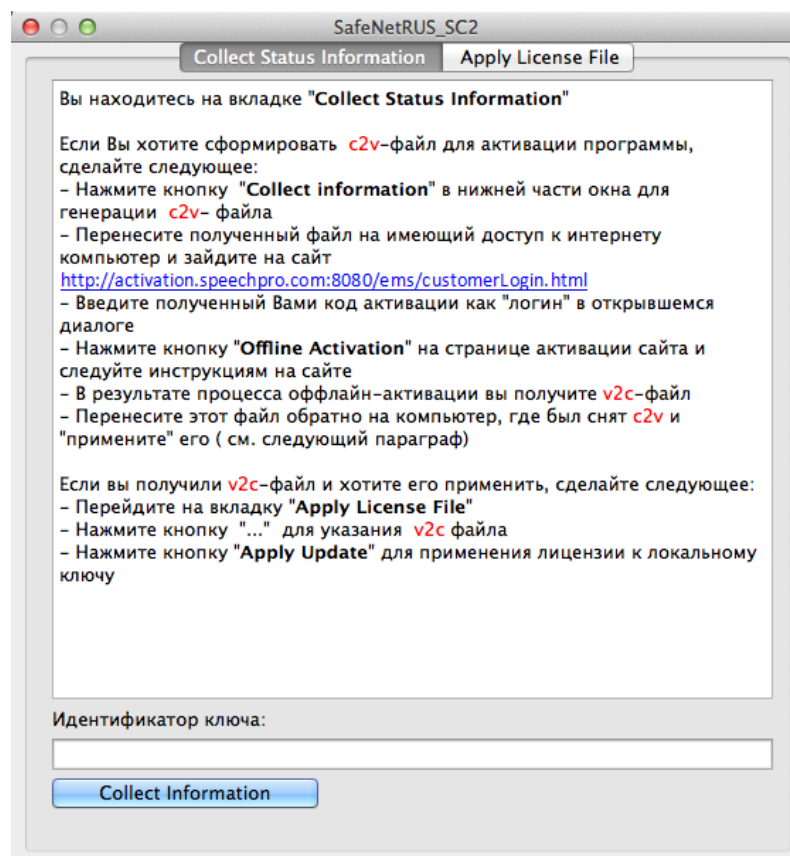 SafeNetRUS_SC2
Collect Status Information Apply License File
Вы находитесь на вкладке "Collect Status Information"
Если Вы хотите сформировать c2v-файл для активации программы,
сделайте следующее:
– Нажмите кнопку "Collect information" в нижней части окна для
генерации c2v– файла
– Перенесите полученный файл на имеющий доступ к интернету
компьютер и зайдите на сайт
http://activation.speechpro.com:8080/ems/customerLogin.html
– Введите полученный Вами код активации как "логин" в открывшемся
диалоге
– Нажмите кнопку "Offline Activation" на странице активации сайта и
следуйте инструкциям на сайте
– В результате процесса оффлайн-активации вы получите v2c-файл
– Перенесите этот файл обратно на компьютер, где был снят c2v и
"примените" его ( см. следующий параграф)
Если вы получили v2c-файл и хотите его применить, сделайте следующее:
– Перейдите на вкладку "Apply License File"
– Нажмите кнопку "..." для указания v2c файла
– Нажмите кнопку "Apply Update" для применения лицензии к локальному
ключу
Идентификатор ключа:
Collect Information